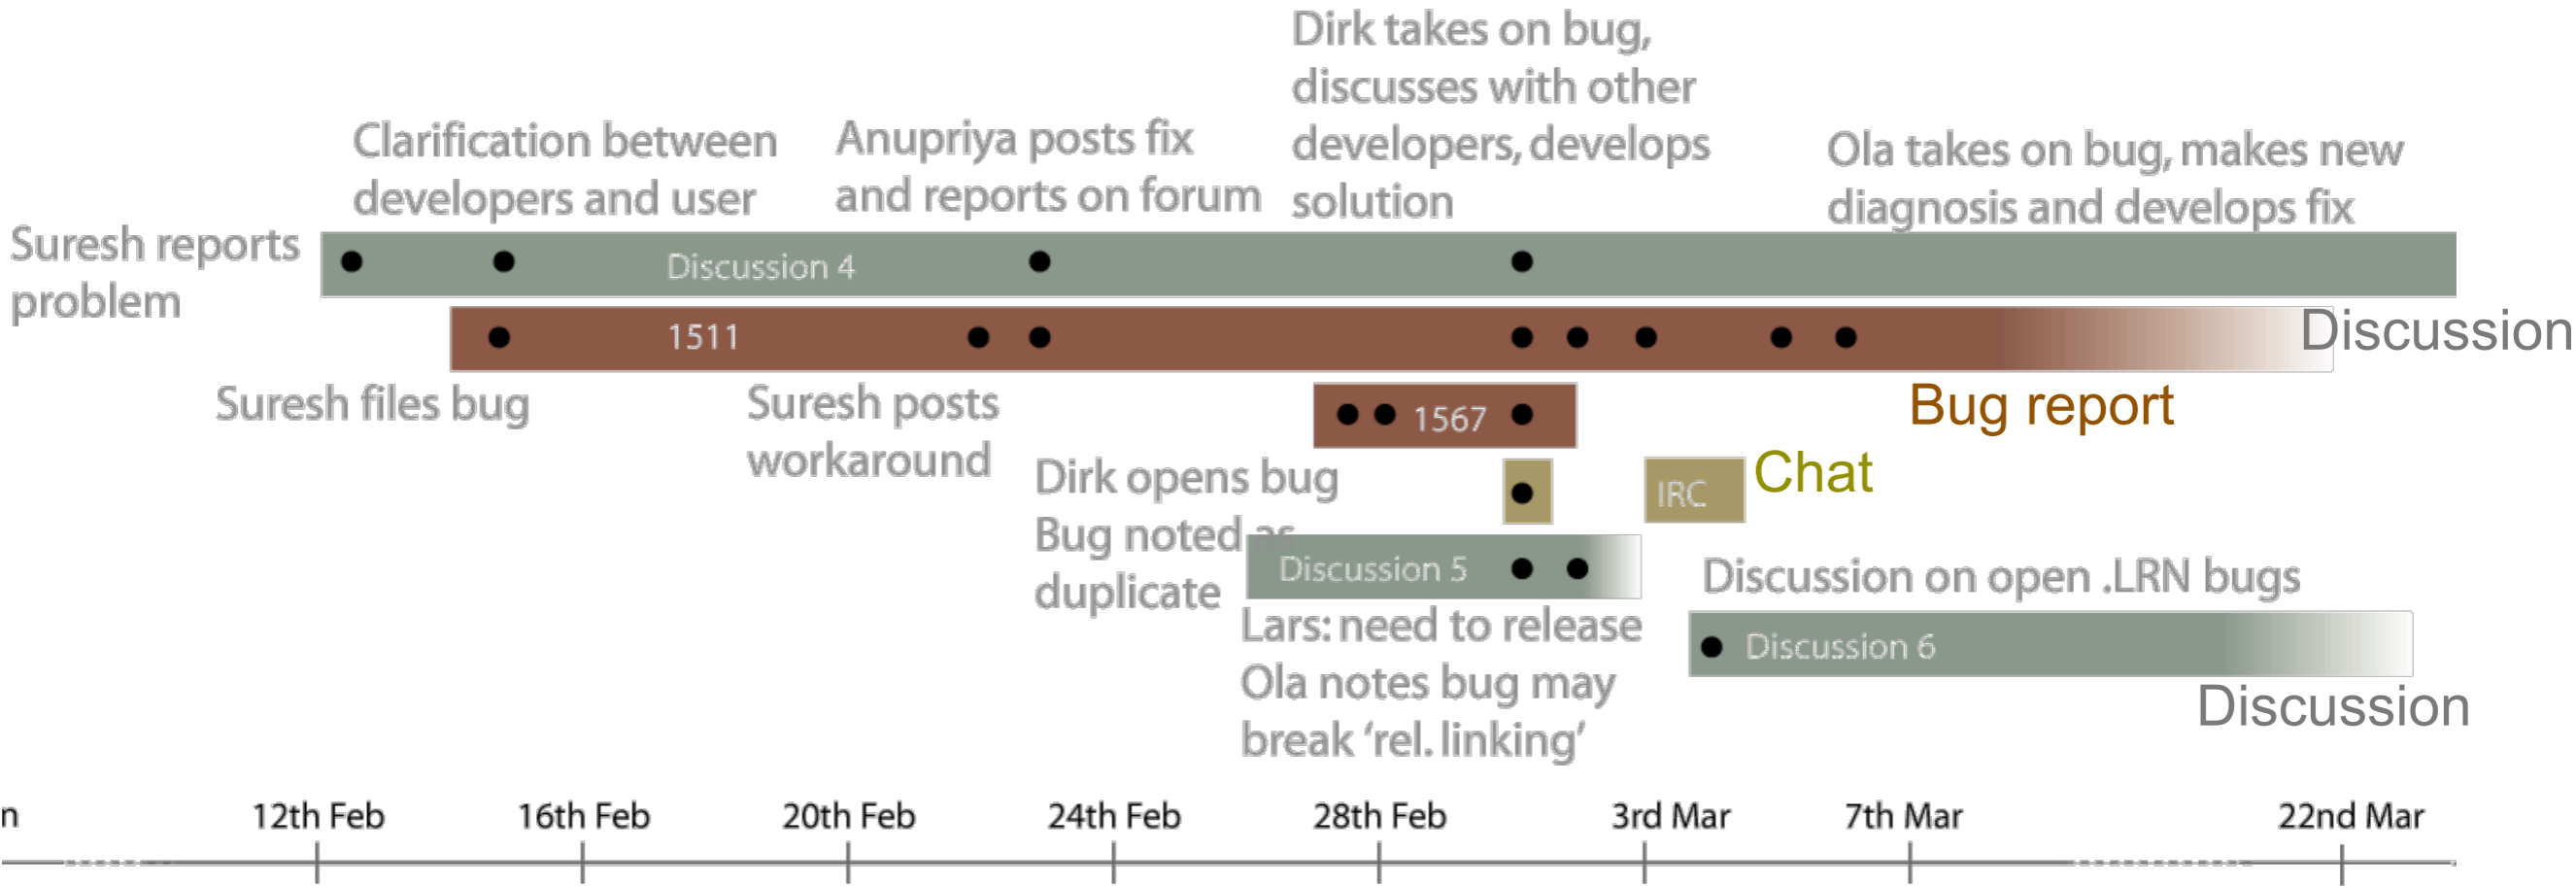 Dirk takes on bug,
discusses with other
developers, develops
solution
Clarification between
developers and user
Anupriya posts fix
and reports on forum
Ola takes on bug, makes new
diagnosis and develops fix
Suresh reports
problem
Discussion 4
1511
Discussion
Suresh files bug
Suresh posts
workaround
1567
Bug report
Dirk opens bug
Bug noted as
duplicate
IRC
Chat
Discussion 5
Lars: need to release
Ola notes bug may
break ‘rel. linking’
Discussion on open .LRN bugs
Discussion 6
Discussion
n
12th Feb
16th Feb
20th Feb
24th Feb
28th Feb
3rd Mar
7th Mar
22nd Mar